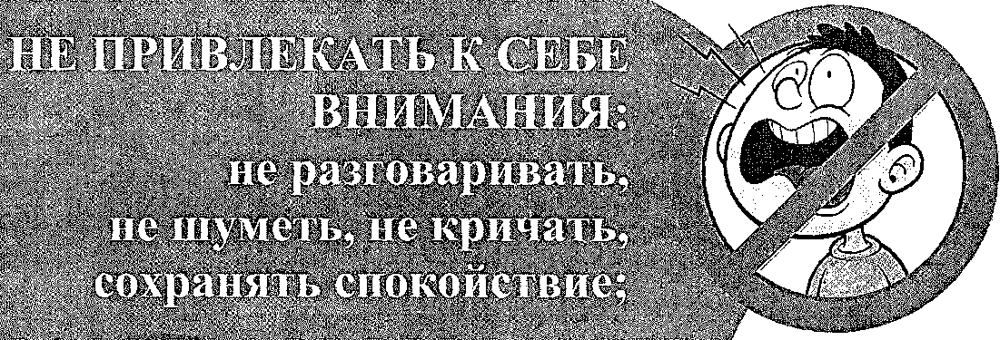 НЕ ПРИВЛЕКАТЬ К СЕБЕ
ВНИМАНИЯ:
не разговаривать,
не шуметь, не кричать,
сохранять спокойствие;